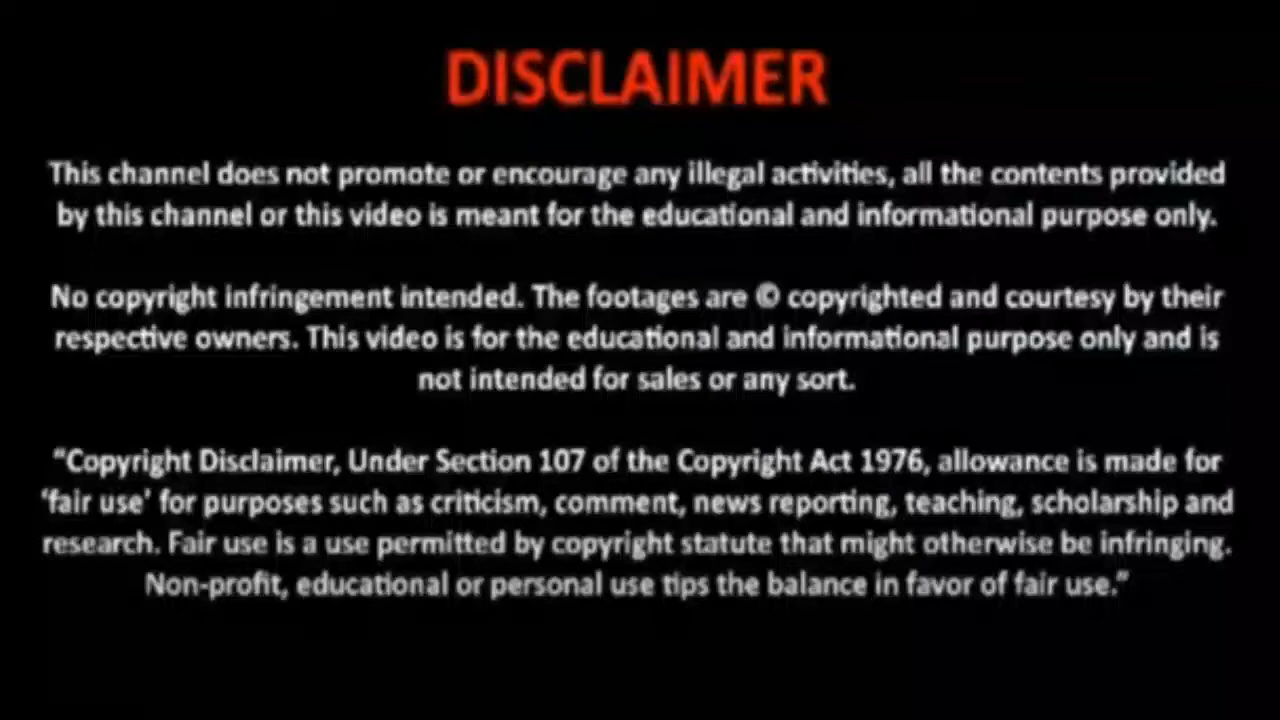 DISCLAIMER
This channel does not promote or encourage any illegal activities, all the contents provided
by this channel or this video is meant for the educational and informational purpose only.
No copyright infringement intended. The footages are © copyrighted and courtesy by their
respective owners. This video is for the educational and informational purpose only and is
not intended for sales or any sort.
“Copyright Disclaimer, Under Section 107 of the Copyright Act 1976, allowance is made for
‘fair use’ for purposes such as criticism, comment, news reporting, teaching, scholarship and
research. Fair use is a use permitted by copyright statute that might otherwise be infringing.
Non-profit, educational or personal use tips the balance in favor of fair use.”